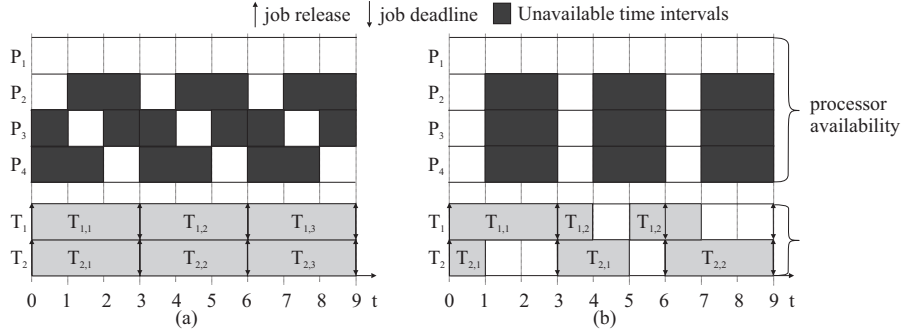 job release job deadline Unavailable time intervals
P1 P1
P2 P2
P3 P3
P4 P4
processor
availability
T1 T1,1 T1,2 T1,3 T1 T1,1 T1,2 T1,2
T2 T2,1 T2,2 T2,3 T2 T2,1 T2,1 T2,2
0 1 2 3 4 5 6 7 8 9 t 0 1 2 3 4 5 6 7 8 9 t
(a) (b)